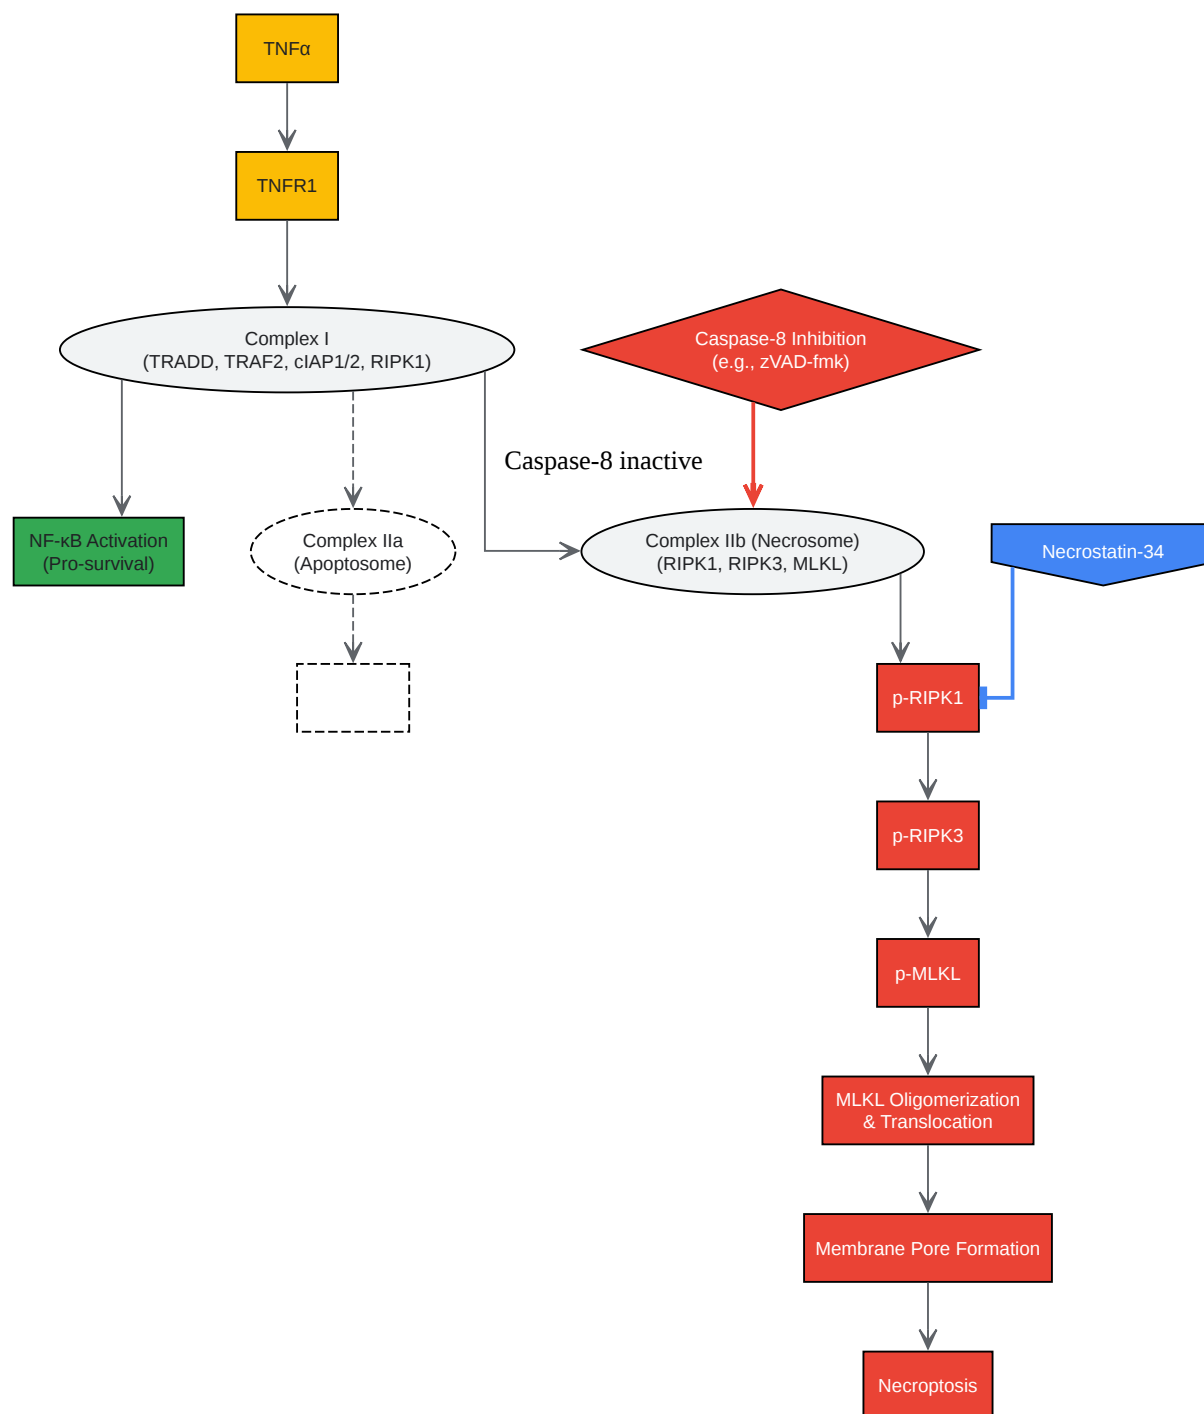 TNFα
TNFR1
Complex I
(TRADD, TRAF2, cIAP1/2, RIPK1)
Caspase-8 Inhibition
(e.g., zVAD-fmk)
Caspase-8 inactive
NF-κB Activation
(Pro-survival)
Complex IIa
(Apoptosome)
Complex IIb (Necrosome)
(RIPK1, RIPK3, MLKL)
Necrostatin-34
p-RIPK1
p-RIPK3
p-MLKL
MLKL Oligomerization
& Translocation
Membrane Pore Formation
Necroptosis